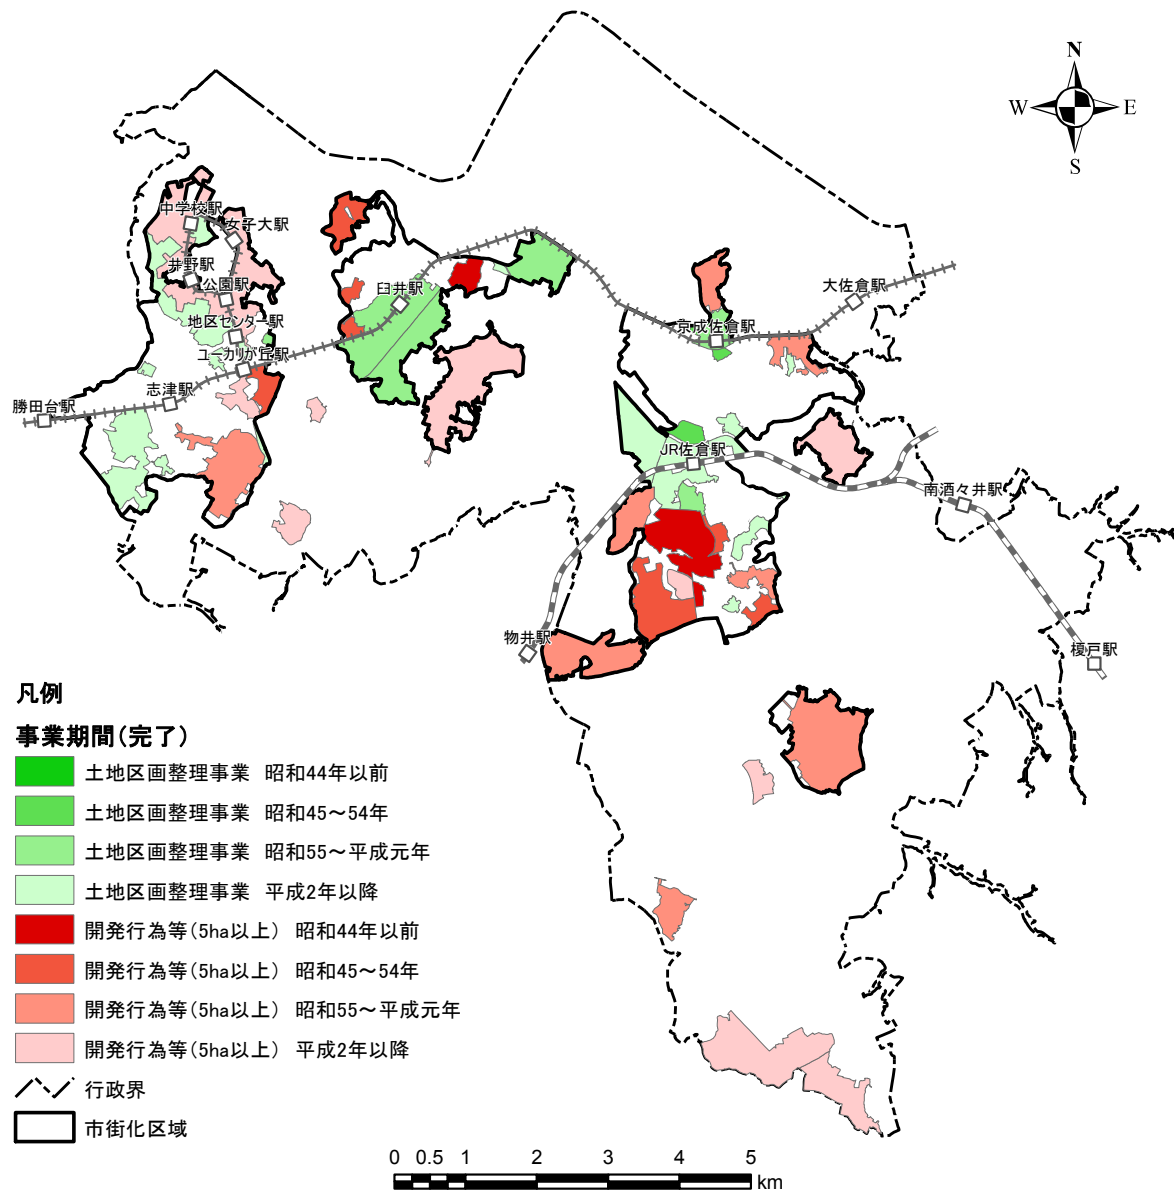 N
W
E
S
中学校駅
女子大駅
井野駅
公園駅
地区センター駅
ユーカリが丘駅
志津駅
勝田台駅
臼井駅
京成佐倉駅
大佐倉駅
JR佐倉駅
南酒々井駅
物井駅
榎戸駅
凡例
事業期間(完了)
土地区画整理事業 昭和44年以前
土地区画整理事業 昭和45～54年
土地区画整理事業 昭和55～平成元年
土地区画整理事業 平成2年以降
開発行為等(5ha以上) 昭和44年以前
開発行為等(5ha以上) 昭和45～54年
開発行為等(5ha以上) 昭和55～平成元年
開発行為等(5ha以上) 平成2年以降
行政界
市街化区域
0 0.5 1 2 3 4 5
km